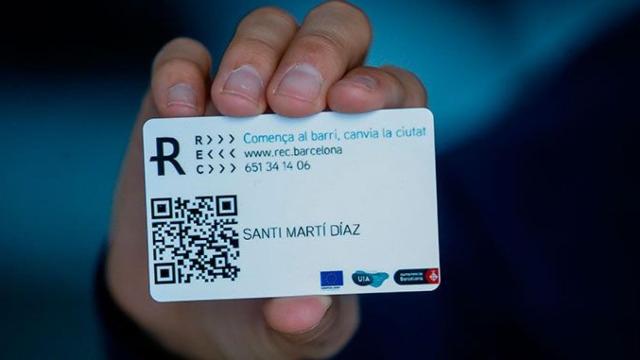 R R>>> Comença al barri, canvia la ciutat
E<<< www.rec.barcelona
C>>> 651 34 14 06
SANTI MARTÍ DÍAZ
UIA
Barcelona